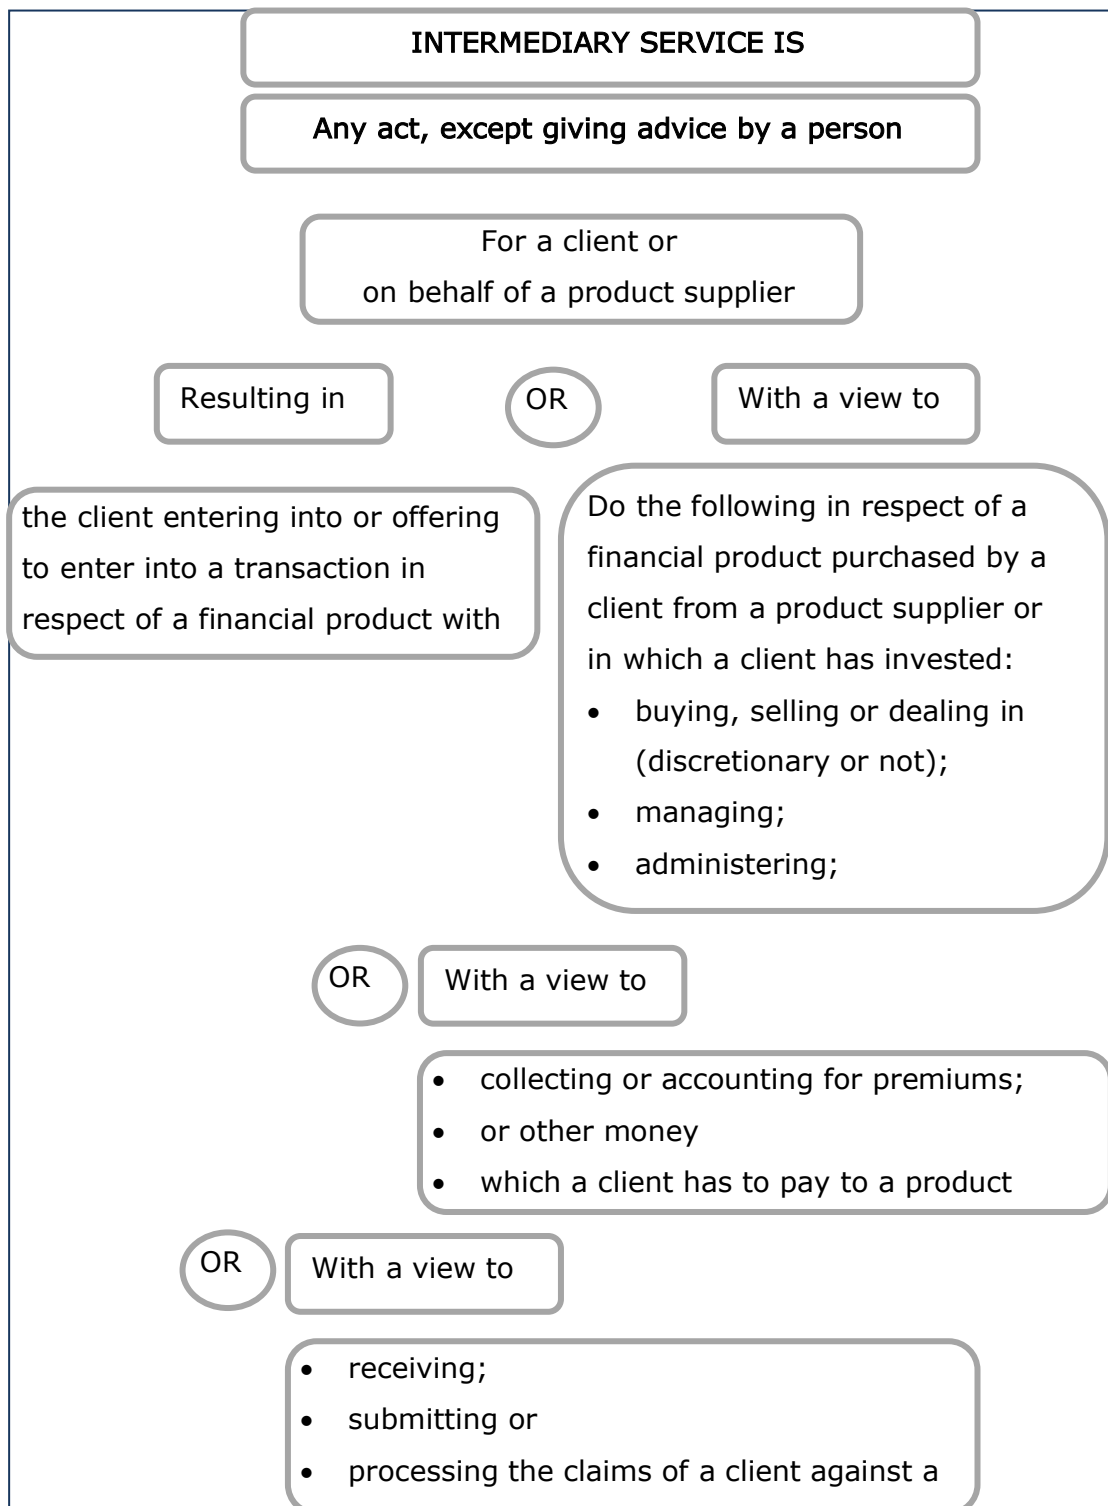 INTERMEDIARY SERVICE IS
Any act, except giving advice by a person
For a client or
on behalf of a product supplier
Resulting in
OR
With a view to
the client entering into or offering
to enter into a transaction in
respect of a financial product with
Do the following in respect of a
financial product purchased by a
client from a product supplier or
in which a client has invested:
• buying, selling or dealing in
(discretionary or not);
• managing;
• administering;
OR
With a view to
• collecting or accounting for premiums;
• or other money
• which a client has to pay to a product
OR
With a view to
• receiving;
• submitting or
• processing the claims of a client against a